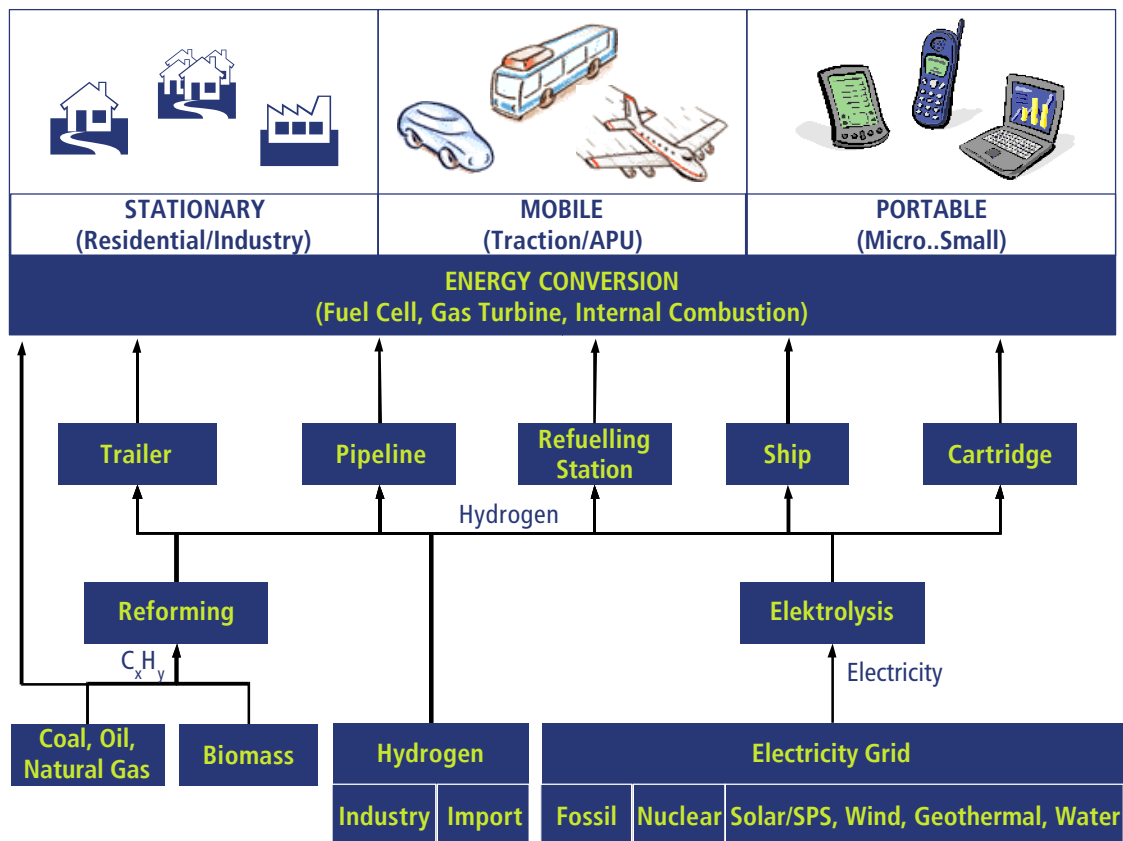 STATIONARY
(Residential/Industry)
MOBILE
(Traction/APU)
PORTABLE
(Micro..Small)
ENERGY CONVERSION
(Fuel Cell, Gas Turbine, Internal Combustion)
Trailer
Pipeline
Refuelling
Station
Ship
Cartridge
Hydrogen
Reforming
Elektrolysis
CxHy
Electricity
Coal, Oil,
Natural Gas
Biomass
Hydrogen
Electricity Grid
Industry
Import
Fossil
Nuclear
Solar/SPS, Wind, Geothermal, Water